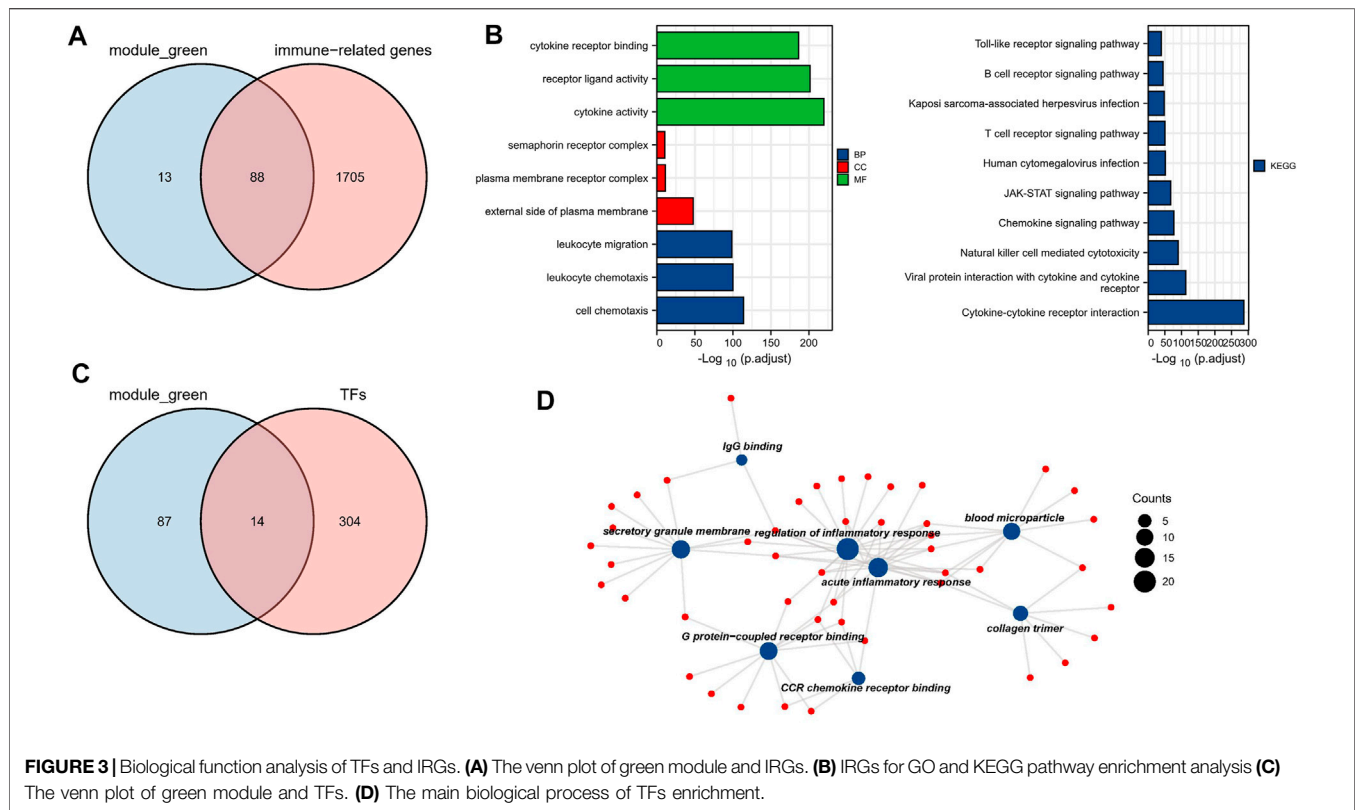 A
module_green
immune-related genes
13
88
1705
B
cytokine receptor binding
receptor ligand activity
cytokine activity
semaphorin receptor complex
plasma membrane receptor complex
external side of plasma membrane
leukocyte migration
leukocyte chemotaxis
cell chemotaxis
0
50
100
150
200
-Log 10 (p.adjust)
BP
CC
MF
Toll-like receptor signaling pathway
B cell receptor signaling pathway
Kaposi sarcoma-associated herpesvirus infection
T cell receptor signaling pathway
Human cytomegalovirus infection
JAK-STAT signaling pathway
Chemokine signaling pathway
Natural killer cell mediated cytotoxicity
Viral protein interaction with cytokine and cytokine
receptor
Cytokine-cytokine receptor interaction
0 50 100 150 200 250 300
-Log 10 (p.adjust)
KEGG
C
module_green
TFs
87
14
304
D
IgG binding
secretory granule membrane
regulation of inflammatory response
blood microparticle
acute inflammatory response
collagen trimer
G protein-coupled receptor binding
CCR chemokine receptor binding
Counts
5
10
15
20
FIGURE 3 | Biological function analysis of TFs and IRGs. (A) The venn plot of green module and IRGs. (B) IRGs for GO and KEGG pathway enrichment analysis (C)
The venn plot of green module and TFs. (D) The main biological process of TFs enrichment.